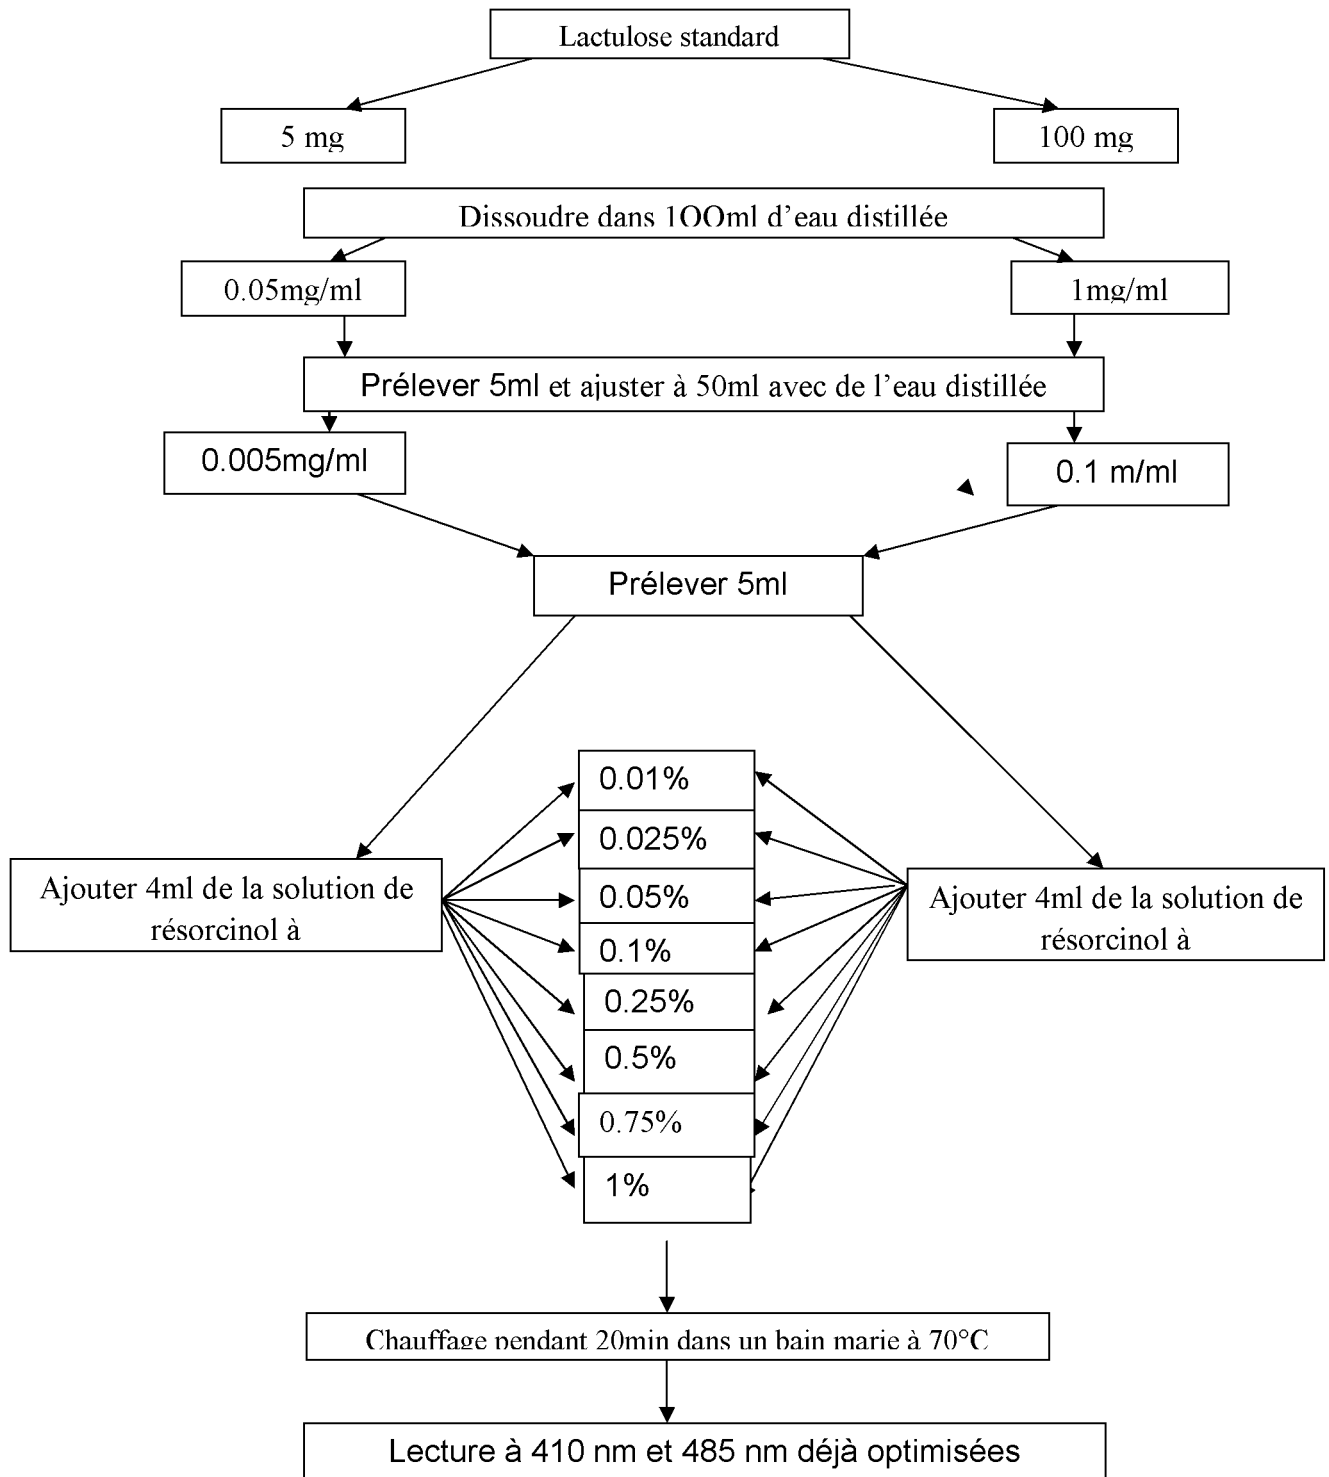 Lactulose standard
5 mg
100 mg
Dissoudre dans 1OOml d’eau distillée
0.05mg/ml
1mg/ml
Prélever 5ml et ajuster à 50ml avec de l’eau distillée
0.005mg/ml
0.1 m/ml
Prélever 5ml
0.01%
0.025%
0.05%
0.1%
0.25%
0.5%
0.75%
1%
Ajouter 4ml de la solution de
résorcinol à
Ajouter 4ml de la solution de
résorcinol à
Chauffage pendant 20min dans un bain marie à 70°C
Lecture à 410 nm et 485 nm déjà optimisées